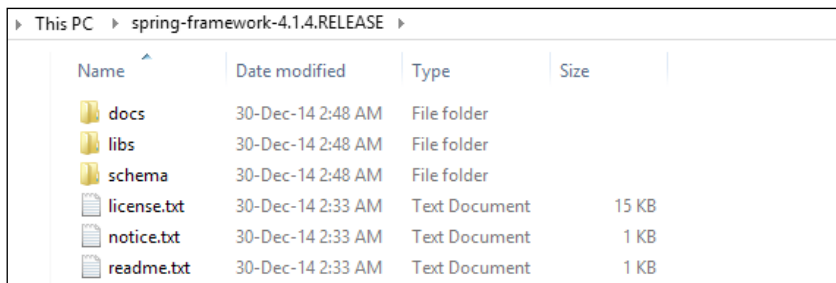 This PC spring-framework-4.1.4.RELEASE
Name Date modified Type Size
docs 30-Dec-14 2:48 AM File folder
libs 30-Dec-14 2:48 AM File folder
schema 30-Dec-14 2:48 AM File folder
license.txt 30-Dec-14 2:33 AM Text Document 15 KB
notice.txt 30-Dec-14 2:33 AM Text Document 1 KB
readme.txt 30-Dec-14 2:33 AM Text Document 1 KB